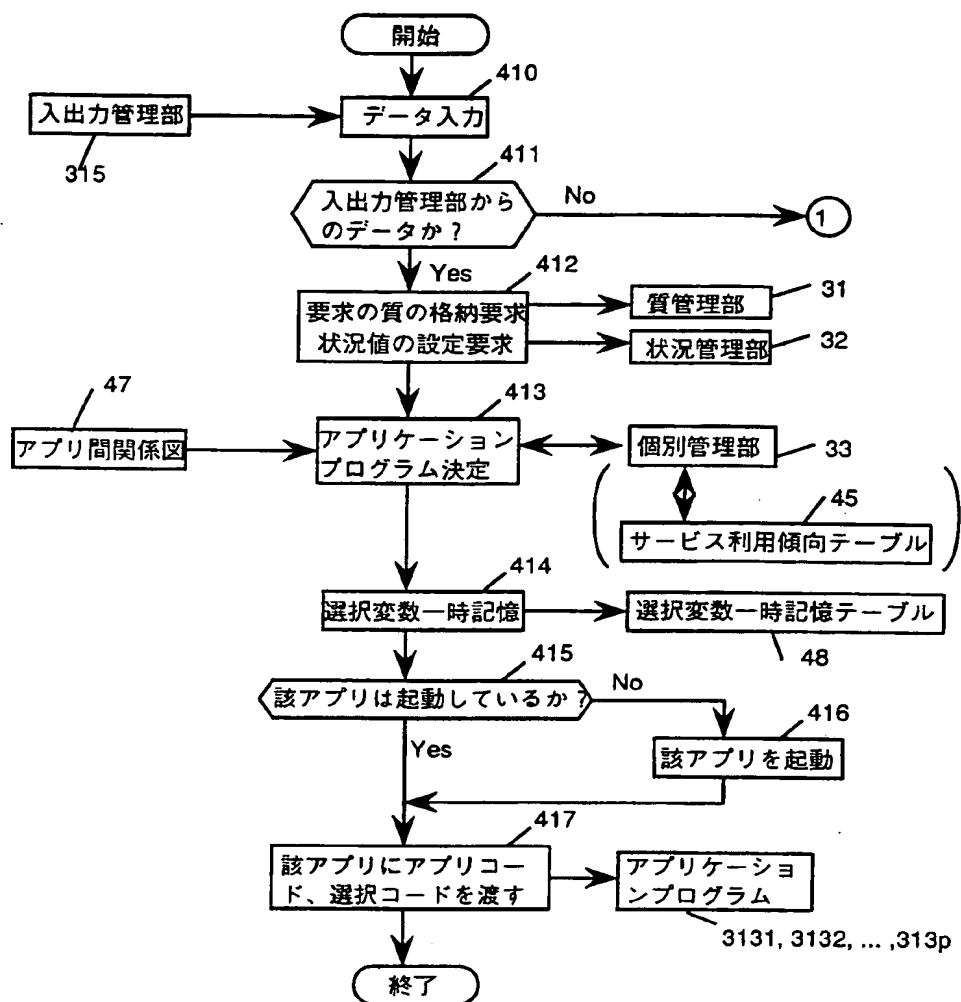 開始
410
入出力管理部
データ入力
315
411
入出力管理部から
のデータか？
No
1
Yes
412
要求の質の格納要求
状況値の設定要求
質管理部
31
状況管理部
32
47
413
アプリ間関係図
アプリケーション
プログラム決定
個別管理部
33
45
サービス利用傾向テーブル
414
選択変数一時記憶
選択変数一時記憶テーブル
48
415
該アプリは起動しているか？
No
416
Yes
該アプリを起動
417
該アプリにアプリコー
ド、選択コードを渡す
アプリケーショ
ンプログラム
3131, 3132, ... ,313p
終了